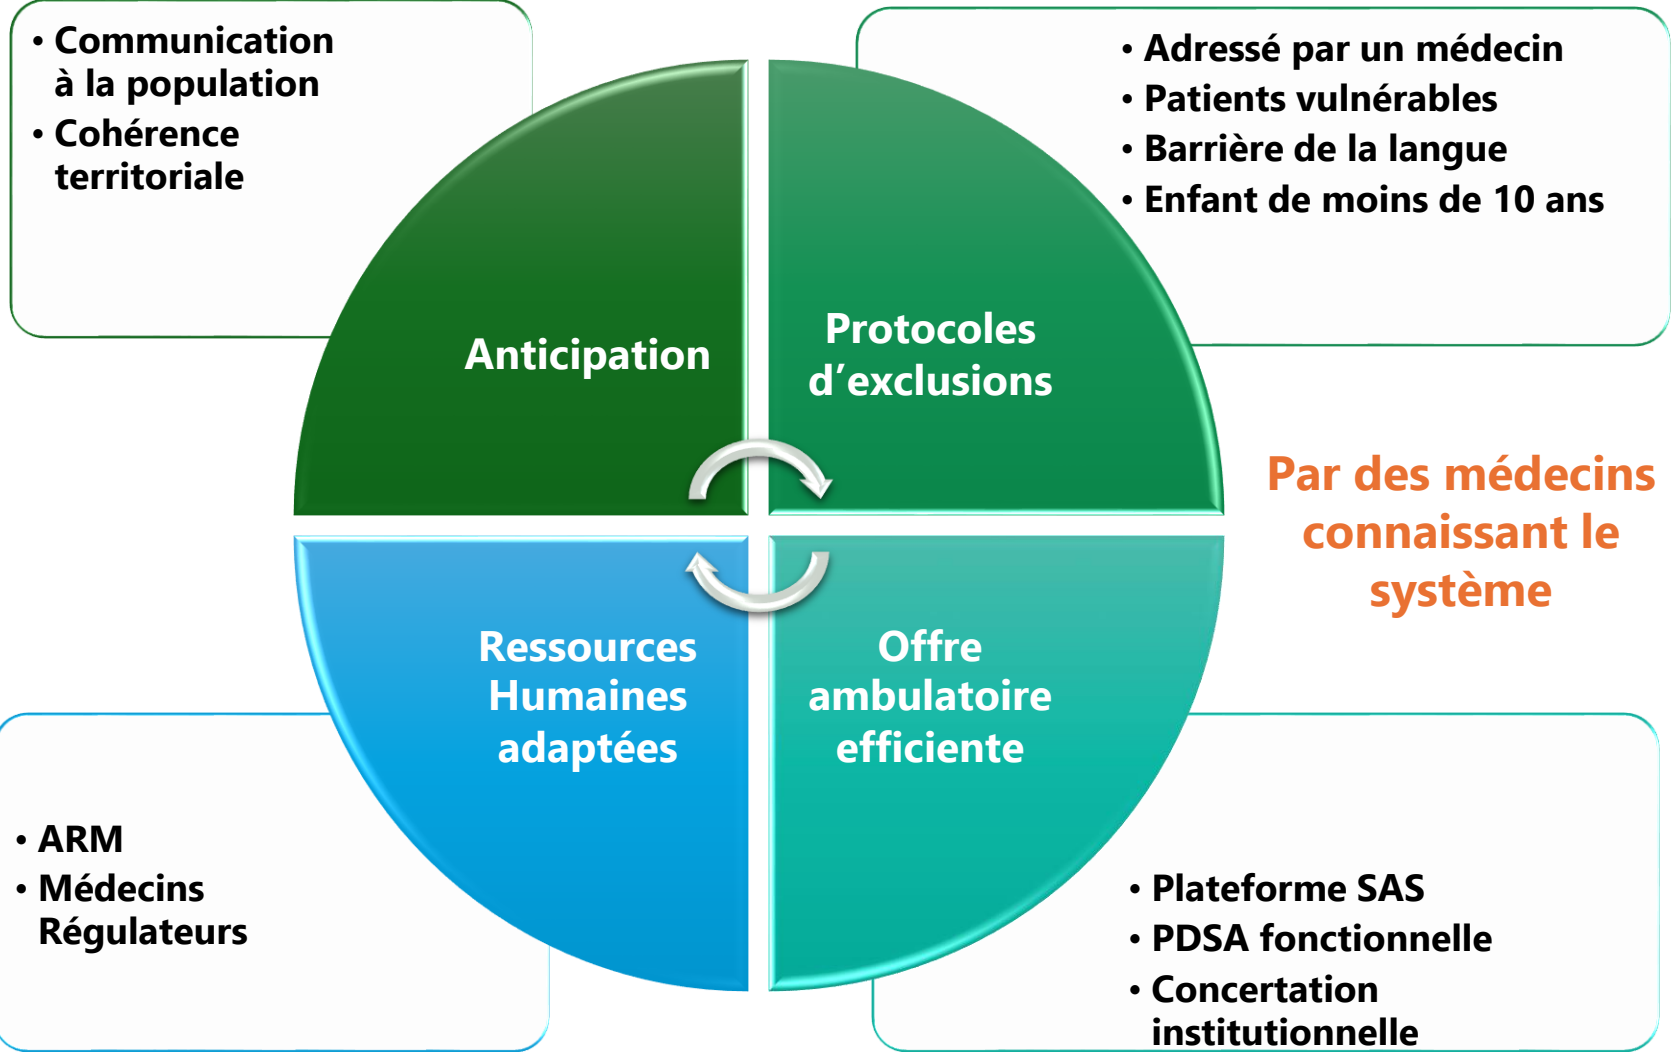 • Communication
à la population
• Cohérence
territoriale
• Adressé par un médecin
• Patients vulnérables
• Barrière de la langue
• Enfant de moins de 10 ans
Anticipation
Protocoles
d’exclusions
Par des médecins
connaissant le
système
Ressources
Humaines
adaptées
Offre
ambulatoire
efficiente
• ARM
• Médecins
Régulateurs
• Plateforme SAS
• PDSA fonctionnelle
• Concertation
institutionnelle